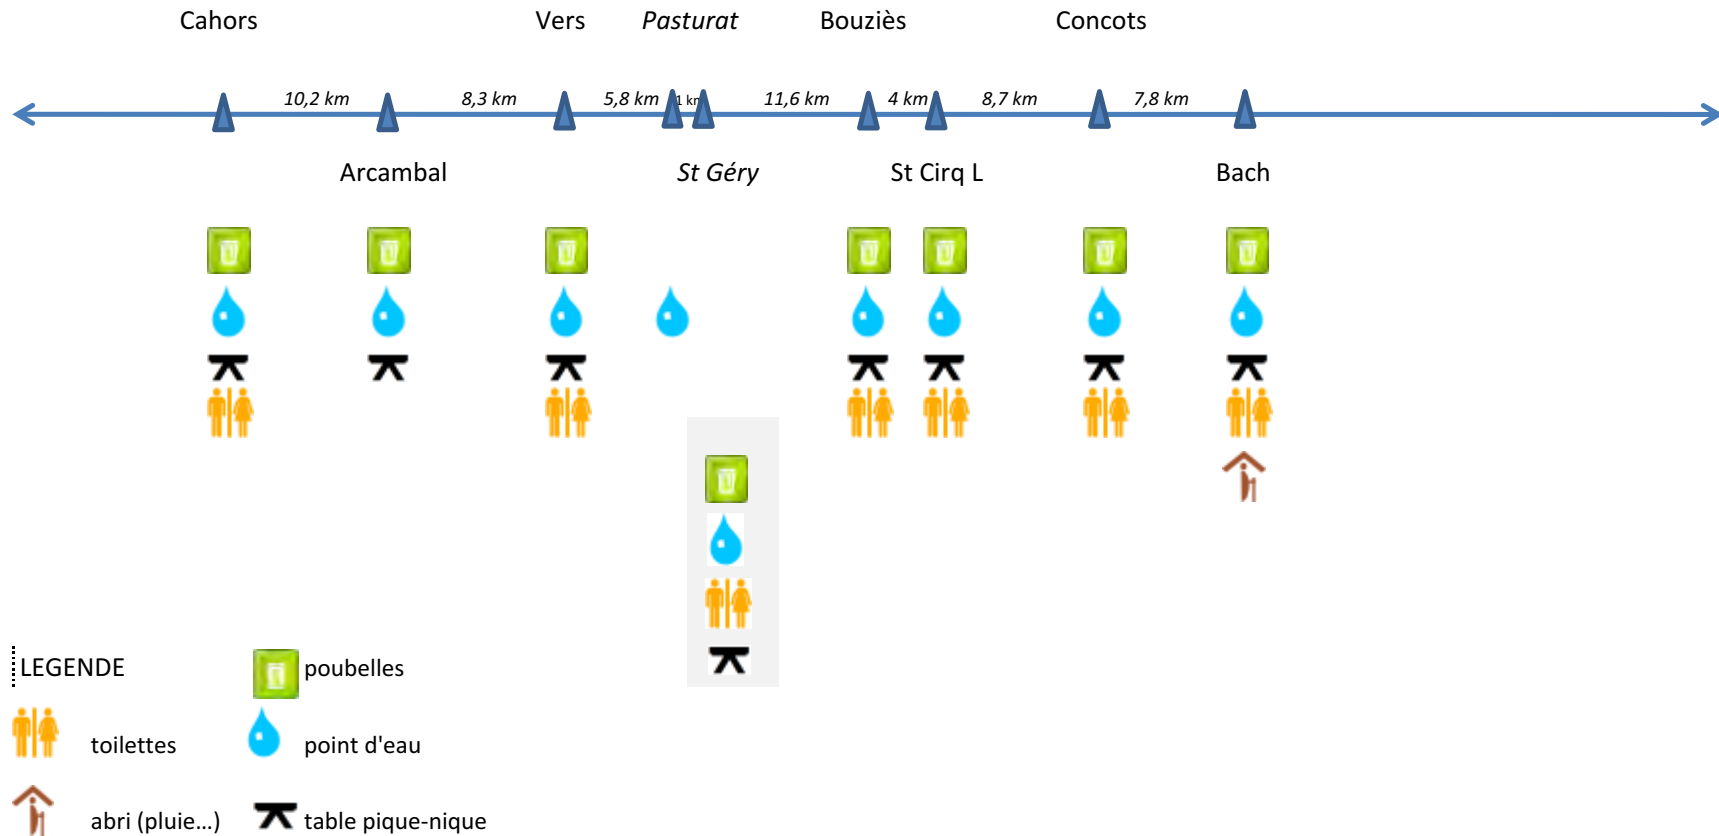 Cahors Vers Pasturat Bouziès Concots
10,2 km 8,3 km 5,8 km 1 km 11,6 km 4 km 8,7 km 7,8 km
Arcambal St Géry St Cirq L Bach
LEGENDE poubelles
toilettes point d'eau
abri (pluie...) table pique-nique